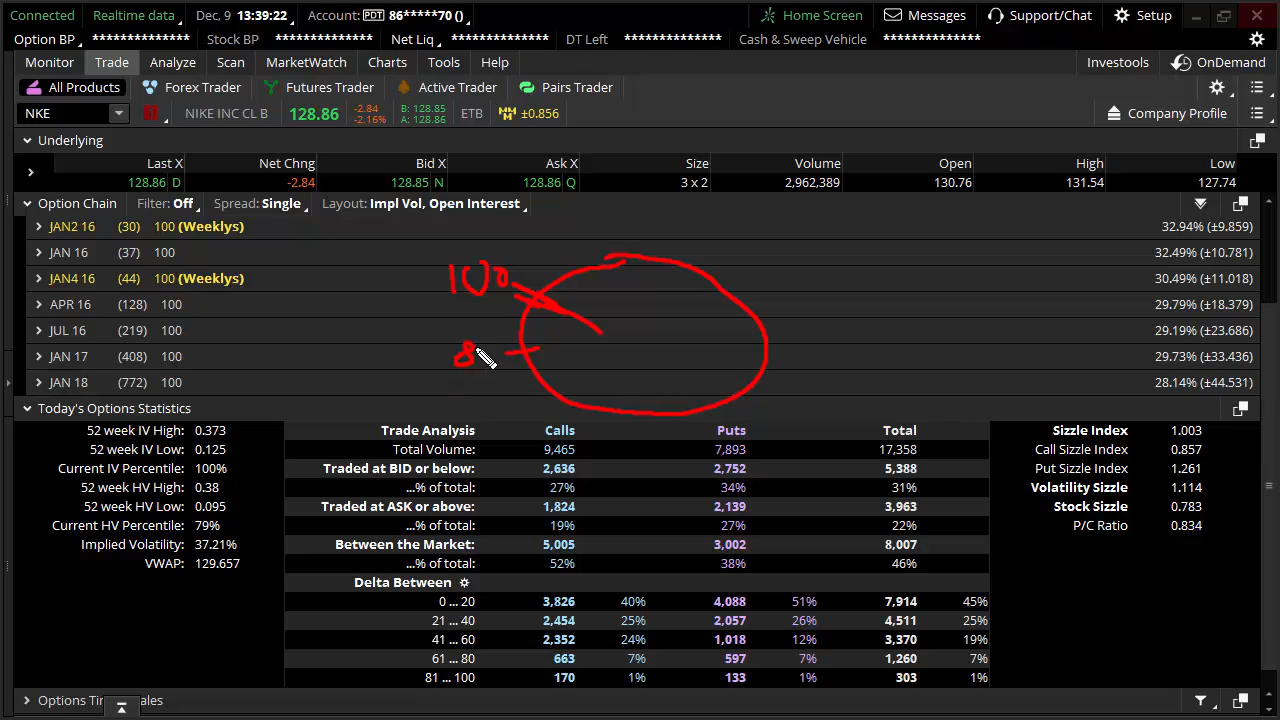 Connected Realtime data Dec, 9 13:39:22 Account: PDT 86*****70 () Home Screen Messages Support/Chat Setup
Option BP ************** Stock BP ************** Net Liq ************** DT Left ************** Cash & Sweep Vehicle **************
Monitor Trade Analyze Scan MarketWatch Charts Tools Help Investools OnDemand
All Products Forex Trader Futures Trader Active Trader Pairs Trader
NKE NIKE INC CL B 128.86 -2.84 -2.16% B: 128.85 A: 128.86 ETB MM ±0.856 Company Profile
Underlying
Last X Net Chng Bid X Ask X Size Volume Open High Low
128.86 D -2.84 128.85 N 128.86 Q 3 x 2 2,962,389 130.76 131.54 127.74
Option Chain Filter: Off Spread: Single Layout: Impl Vol, Open Interest
JAN2 16 (30) 100 (Weeklys) 32.94% (±9.859)
JAN 16 (37) 100 32.49% (±10.781)
JAN4 16 (44) 100 (Weeklys) 30.49% (±11.018)
100
APR 16 (128) 100 29.79% (±18.379)
JUL 16 (219) 100 29.19% (±23.686)
JAN 17 (408) 100 29.73% (±33.436)
8
JAN 18 (772) 100 28.14% (±44.531)
Today's Options Statistics
52 week IV High: 0.373 Trade Analysis Calls Puts Total Sizzle Index 1.003
52 week IV Low: 0.125 Total Volume: 9,465 7,893 17,358 Call Sizzle Index 0.857
Current IV Percentile: 100% Traded at BID or below: 2,636 2,752 5,388 Put Sizzle Index 1.261
52 week HV High: 0.38 ...% of total: 27% 34% 31% Volatility Sizzle 1.114
52 week HV Low: 0.095 Traded at ASK or above: 1,824 2,139 3,963 Stock Sizzle 0.783
Current HV Percentile: 79% ...% of total: 19% 27% 22% P/C Ratio 0.834
Implied Volatility: 37.21% Between the Market: 5,005 3,002 8,007
VWAP: 129.657 ...% of total: 52% 38% 46%
Delta Between
0 ... 20 3,826 40% 4,088 51% 7,914 45%
21 ... 40 2,454 25% 2,057 26% 4,511 25%
41 ... 60 2,352 24% 1,018 12% 3,370 19%
61 ... 80 663 7% 597 7% 1,260 7%
81 ... 100 170 1% 133 1% 303 1%